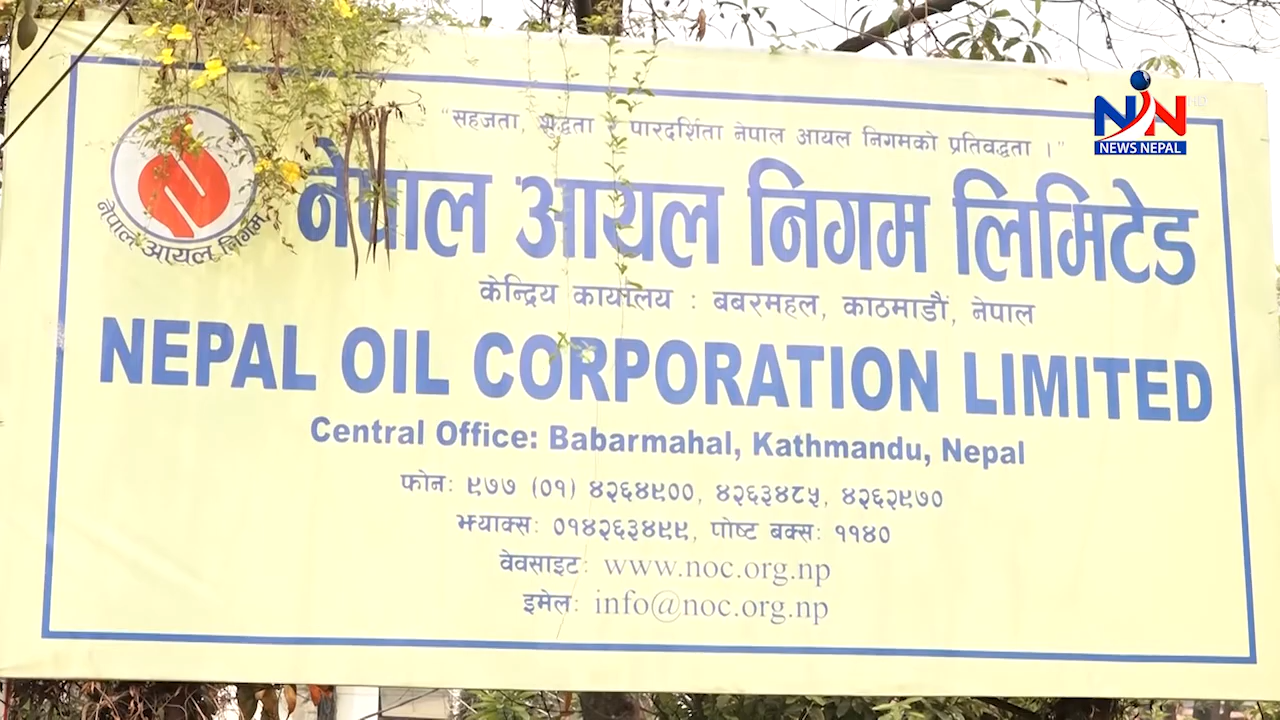 "सहजता, शुद्धता र पारदर्शिता नेपाल आयल निगमको प्रतिवद्धता ।"
NN
NEWS NEPAL
नेपाल आयल निगम
नेपाल आयल निगम लिमिटेड
केन्द्रिय कार्यालय : बबरमहल, काठमाडौं, नेपाल
NEPAL OIL CORPORATION LIMITED
Central Office: Babarmahal, Kathmandu, Nepal
फोन: ९७७ (०१) ४२६४९००, ४२६३४८५, ४२६२९७०
फ्याक्स: ०१४२६३४९९, पोष्ट बक्स: ११४०
वेवसाइट: www.noc.org.np
इमेल: info@noc.org.np